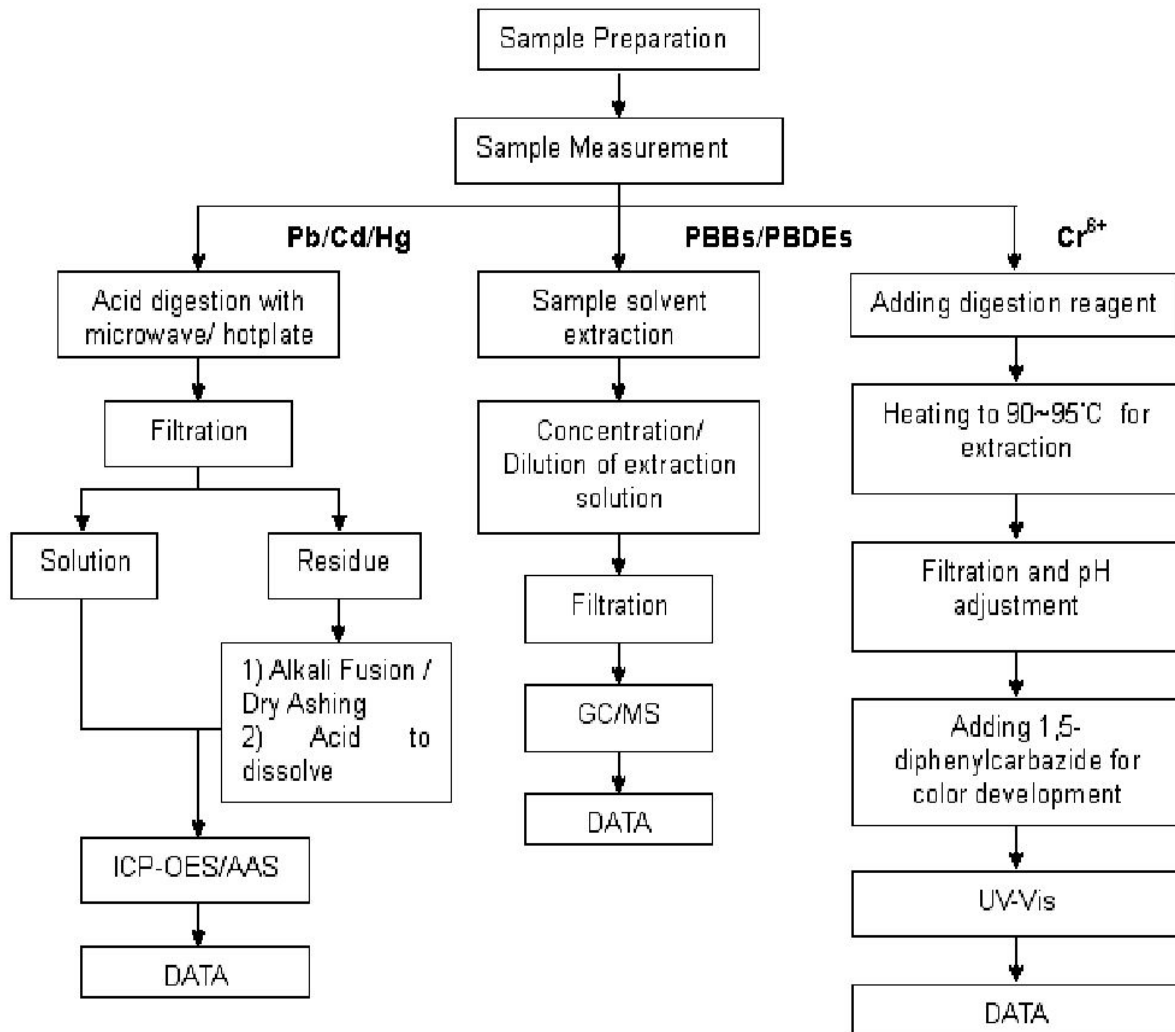 Sample Preparation
Sample Measurement
Pb/Cd/Hg
PBBs/PBDEs
Cr⁶⁺
Acid digestion with
microwave/ hotplate
Filtration
Solution
Residue
1) Alkali Fusion /
Dry Ashing
2) Acid to
dissolve
ICP-OES/AAS
DATA
Sample solvent
extraction
Concentration/
Dilution of extraction
solution
Filtration
GC/MS
DATA
Adding digestion reagent
Heating to 90~95°C for
extraction
Filtration and pH
adjustment
Adding 1,5-
diphenylcarbazide for
color development
UV-Vis
DATA